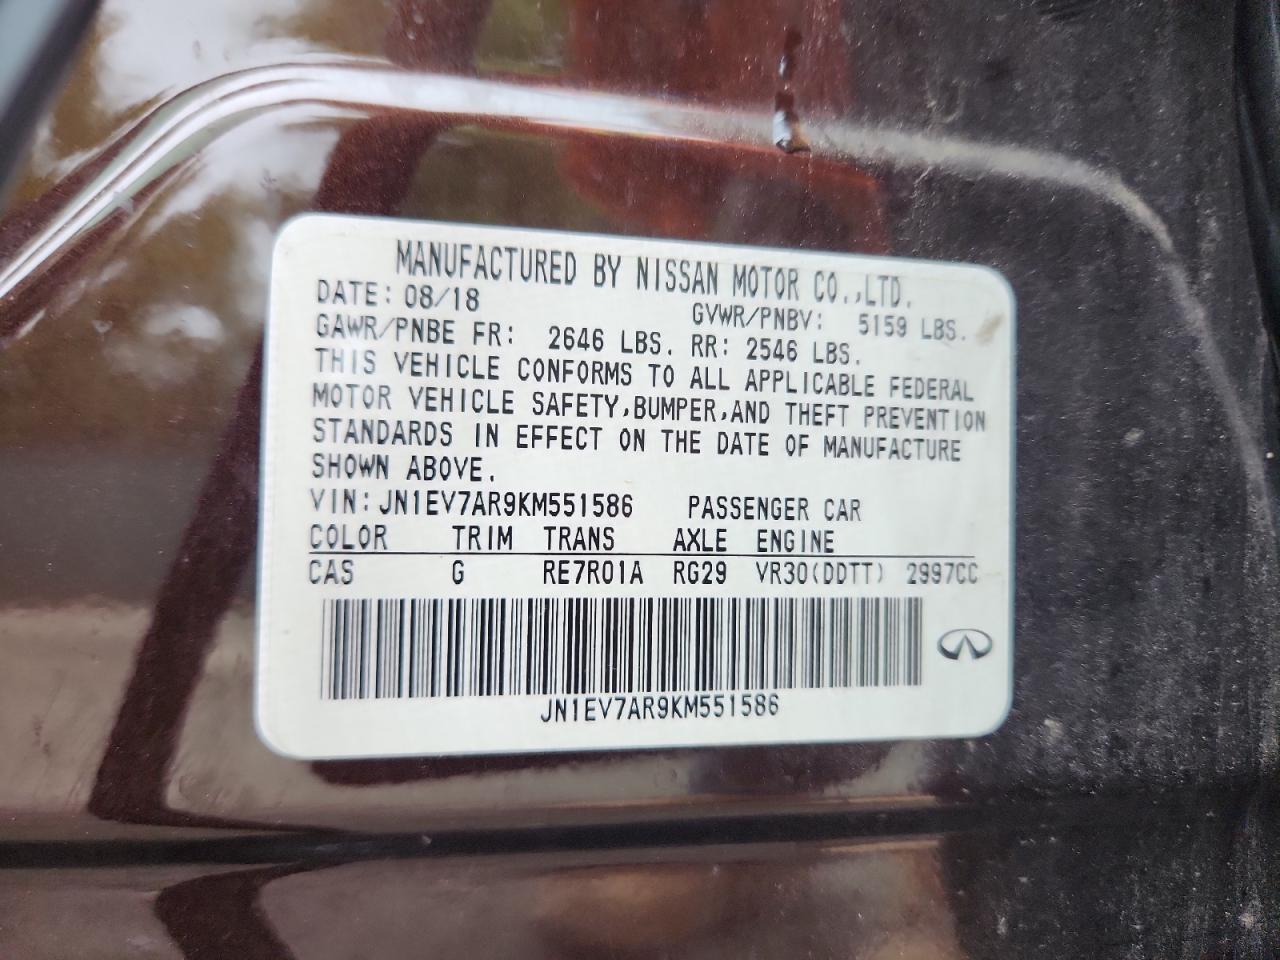 MANUFACTURED BY NISSAN MOTOR CO.,LTD.
DATE: 08/18 GVWR/PNBV: 5159 LBS.
GAWR/PNBE FR: 2646 LBS. RR: 2546 LBS.
THIS VEHICLE CONFORMS TO ALL APPLICABLE FEDERAL
MOTOR VEHICLE SAFETY,BUMPER,AND THEFT PREVENTION
STANDARDS IN EFFECT ON THE DATE OF MANUFACTURE
SHOWN ABOVE.
VIN: JN1EV7AR9KM551586 PASSENGER CAR
COLOR TRIM TRANS AXLE ENGINE
CAS G RE7R01A RG29 VR30(DDTT) 2997CC
JN1EV7AR9KM551586